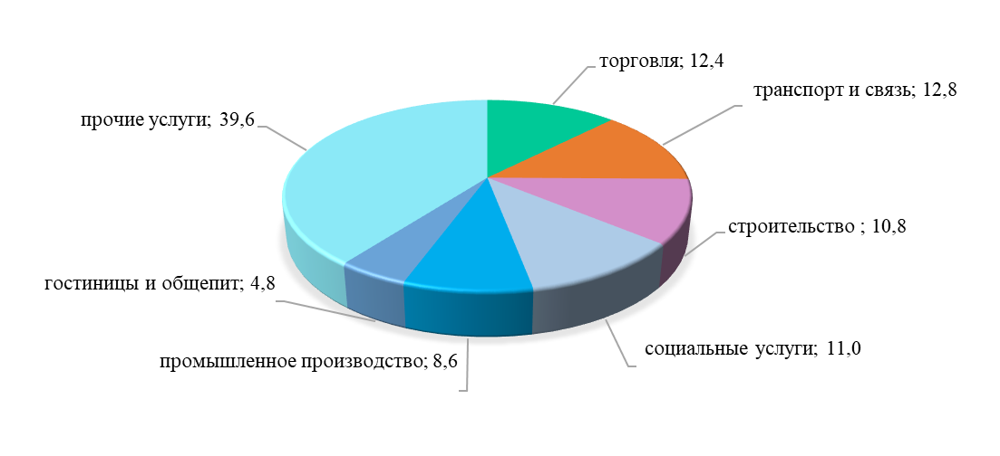 торговля; 12,4
транспорт и связь; 12,8
прочие услуги; 39,6
строительство ; 10,8
гостиницы и общепит; 4,8
социальные услуги; 11,0
промышленное производство; 8,6